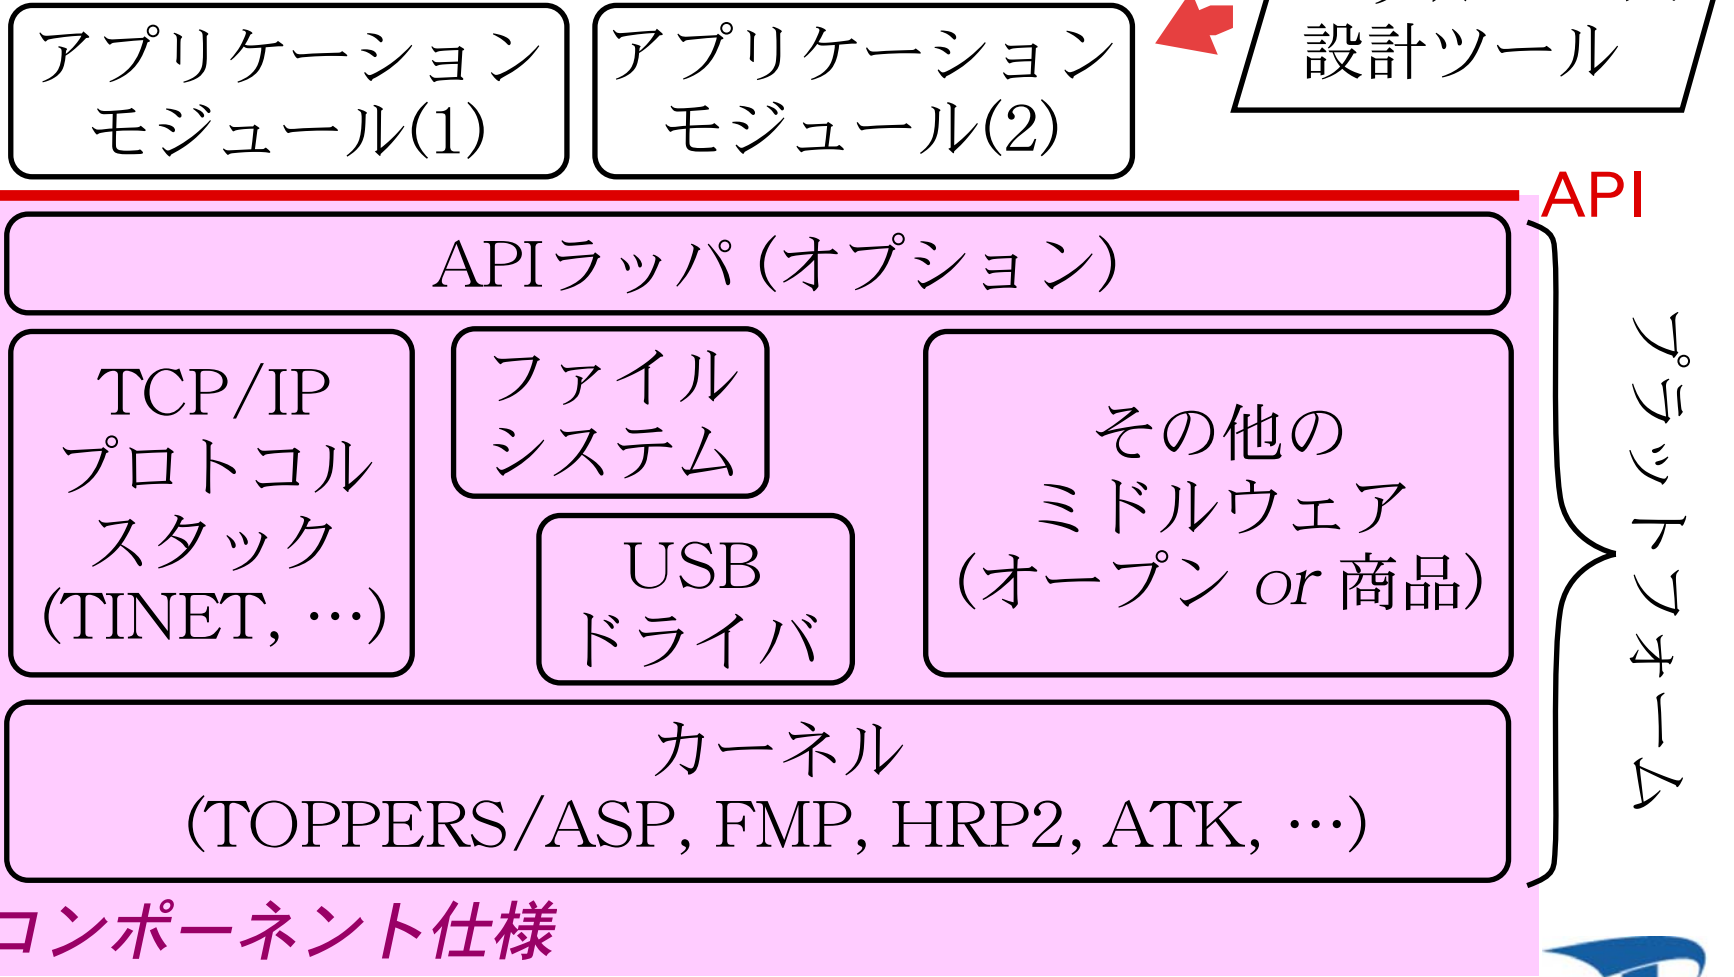 アプリケーション
モジュール(1)
アプリケーション
モジュール(2)
設計ツール
API
APIラッパ (オプション)
TCP/IP
プロトコル
スタック
(TINET, …)
ファイル
システム
USB
ドライバ
その他の
ミドルウェア
(オープン or 商品)
カーネル
(TOPPERS/ASP, FMP, HRP2, ATK, …)
プラットフォーム
コンポーネント仕様